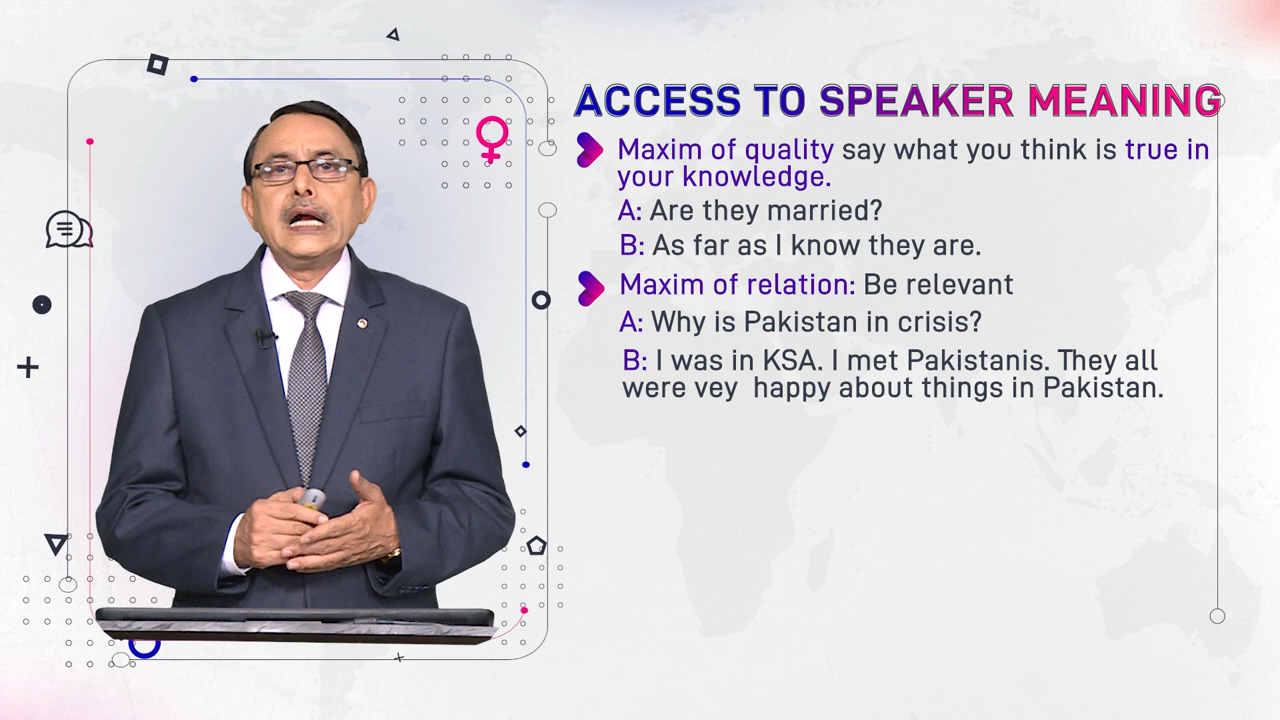 ACCESS TO SPEAKER MEANING
Maxim of quality say what you think is true in
your knowledge.
A: Are they married?
B: As far as I know they are.
Maxim of relation: Be relevant
A: Why is Pakistan in crisis?
B: I was in KSA. I met Pakistanis. They all
were vey  happy about things in Pakistan.